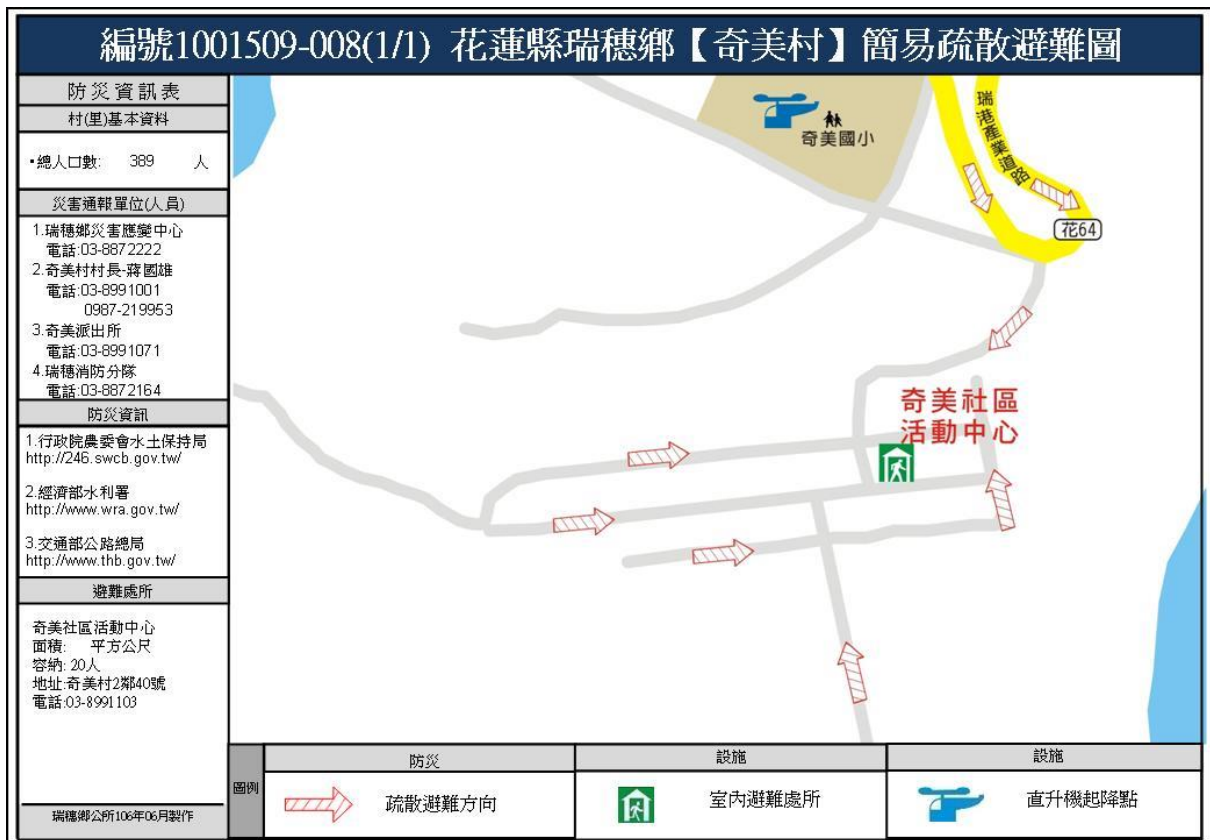 編號1001509-008(1/1) 花蓮縣瑞穗鄉【奇美村】簡易疏散避難圖
防災資訊表
村(里)基本資料
•總人口數: 389 人
災害通報單位(人員)
1.瑞穗鄉災害應變中心
電話:03-8872222
2.奇美村村長-蔣國雄
電話:03-8991001
0987-219953
3.奇美派出所
電話:03-8991071
4.瑞穗消防分隊
電話:03-8872164
防災資訊
1.行政院農委會水土保持局
http://246.swcb.gov.tw/
2.經濟部水利署
http://www.wra.gov.tw/
3.交通部公路總局
http://www.thb.gov.tw/
避難處所
奇美社區活動中心
面積: 平方公尺
容納: 20人
地址:奇美村2鄰40號
電話:03-8991103
瑞穗鄉公所106年06月製作
奇美國小
瑞港產業道路
花64
奇美社區
活動中心
圖例
防災
設施
設施
疏散避難方向
室內避難處所
直升機起降點